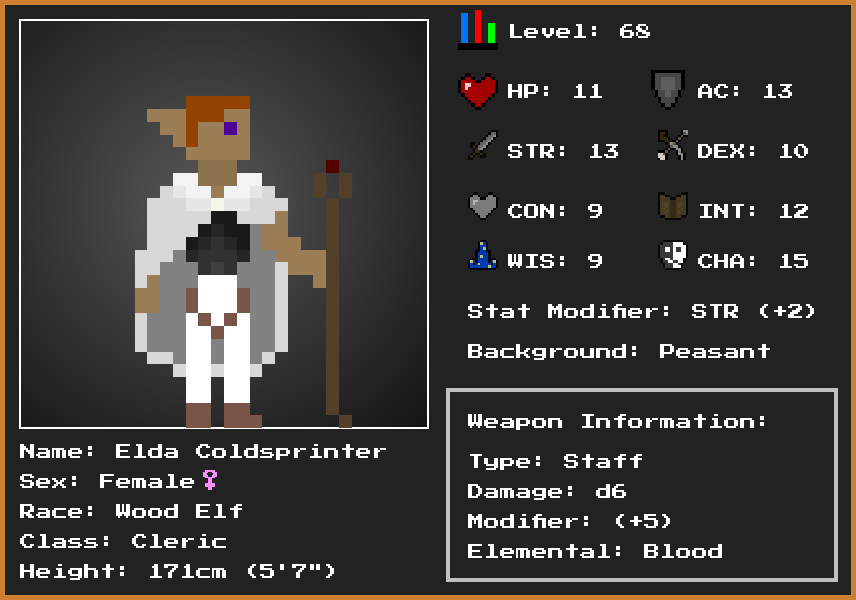 Level: 68
HP: 11 AC: 13
STR: 13 DEX: 10
CON: 9 INT: 12
WIS: 9 CHA: 15
Stat Modifier: STR (+2)
Background: Peasant
Weapon Information:
Type: Staff
Damage: d6
Modifier: (+5)
Elemental: Blood
Name: Elda Coldsprinter
Sex: Female♀
Race: Wood Elf
Class: Cleric
Height: 171cm (5'7")